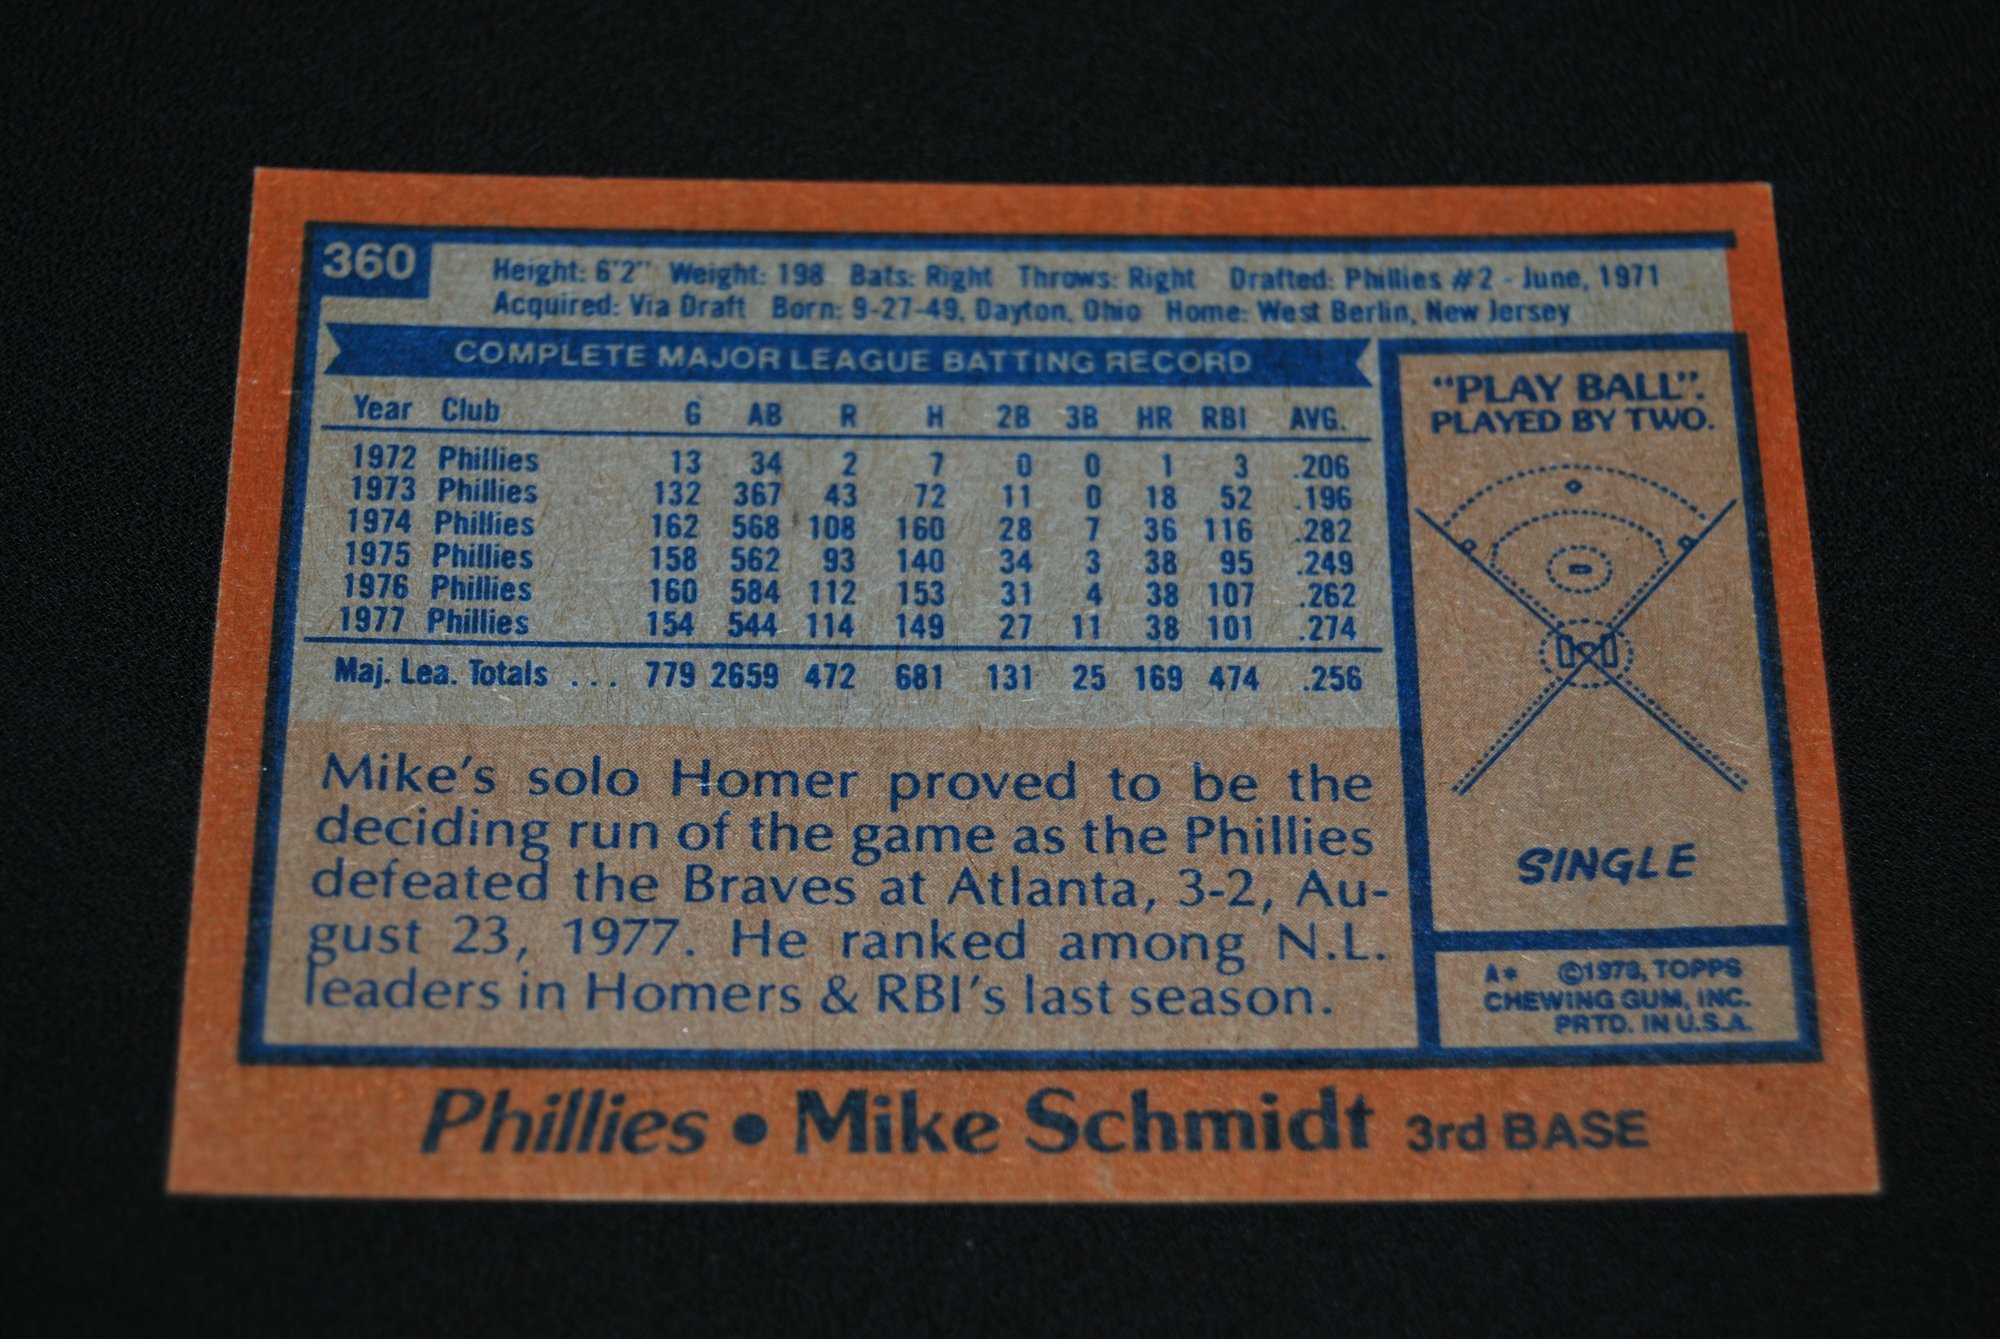 360
Height: 6'2" Weight: 198 Bats: Right Throws: Right Drafted: Phillies #2 - June, 1971
Acquired: Via Draft Born: 9-27-49, Dayton, Ohio Home: West Berlin, New Jersey
COMPLETE MAJOR LEAGUE BATTING RECORD
Year Club G AB R H 2B 3B HR RBI AVG.
1972 Phillies 13 34 2 7 0 0 1 3 .206
1973 Phillies 132 367 43 72 11 0 18 52 .196
1974 Phillies 162 568 108 160 28 7 36 116 .282
1975 Phillies 158 562 93 140 34 3 38 95 .249
1976 Phillies 160 584 112 153 31 4 38 107 .262
1977 Phillies 154 544 114 149 27 11 38 101 .274
Maj. Lea. Totals ... 779 2659 472 681 131 25 169 474 .256
Mike's solo Homer proved to be the
deciding run of the game as the Phillies
defeated the Braves at Atlanta, 3-2, Au-
gust 23, 1977. He ranked among N.L.
leaders in Homers & RBI's last season.
"PLAY BALL".
PLAYED BY TWO.
SINGLE
A* ©1978, TOPPS
CHEWING GUM, INC.
PRTD. IN U.S.A.
Phillies • Mike Schmidt 3rd BASE